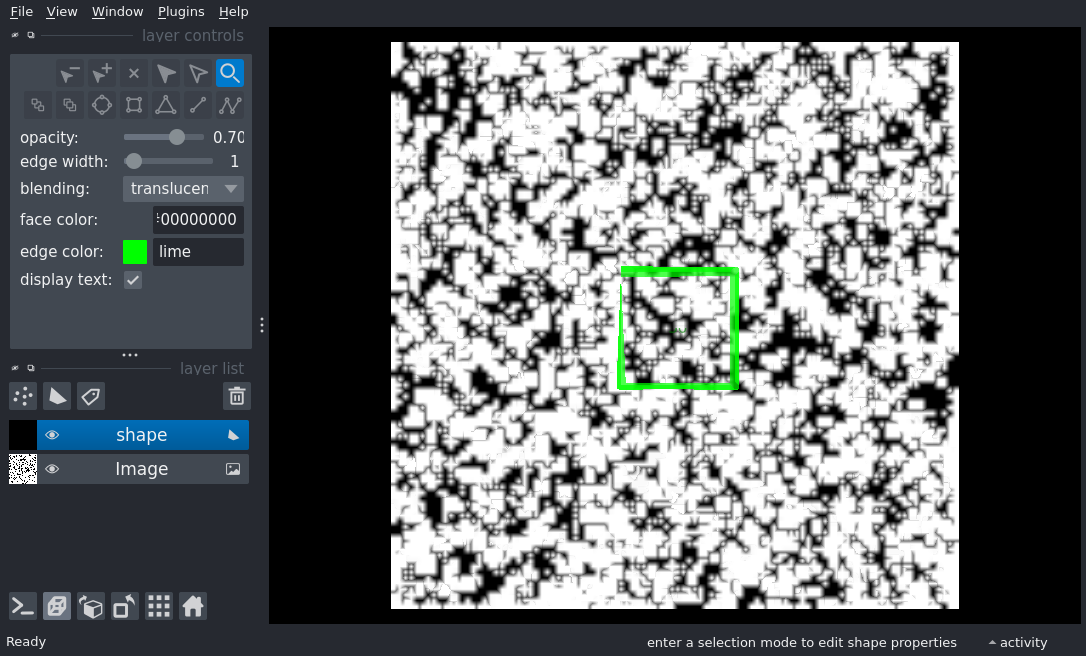 File View Window Plugins Help
layer controls
opacity: 0.70
edge width: 1
blending: translucen
face color: 00000000
edge color: lime
display text:
layer list
shape
Image
Ready
enter a selection mode to edit shape properties
activity